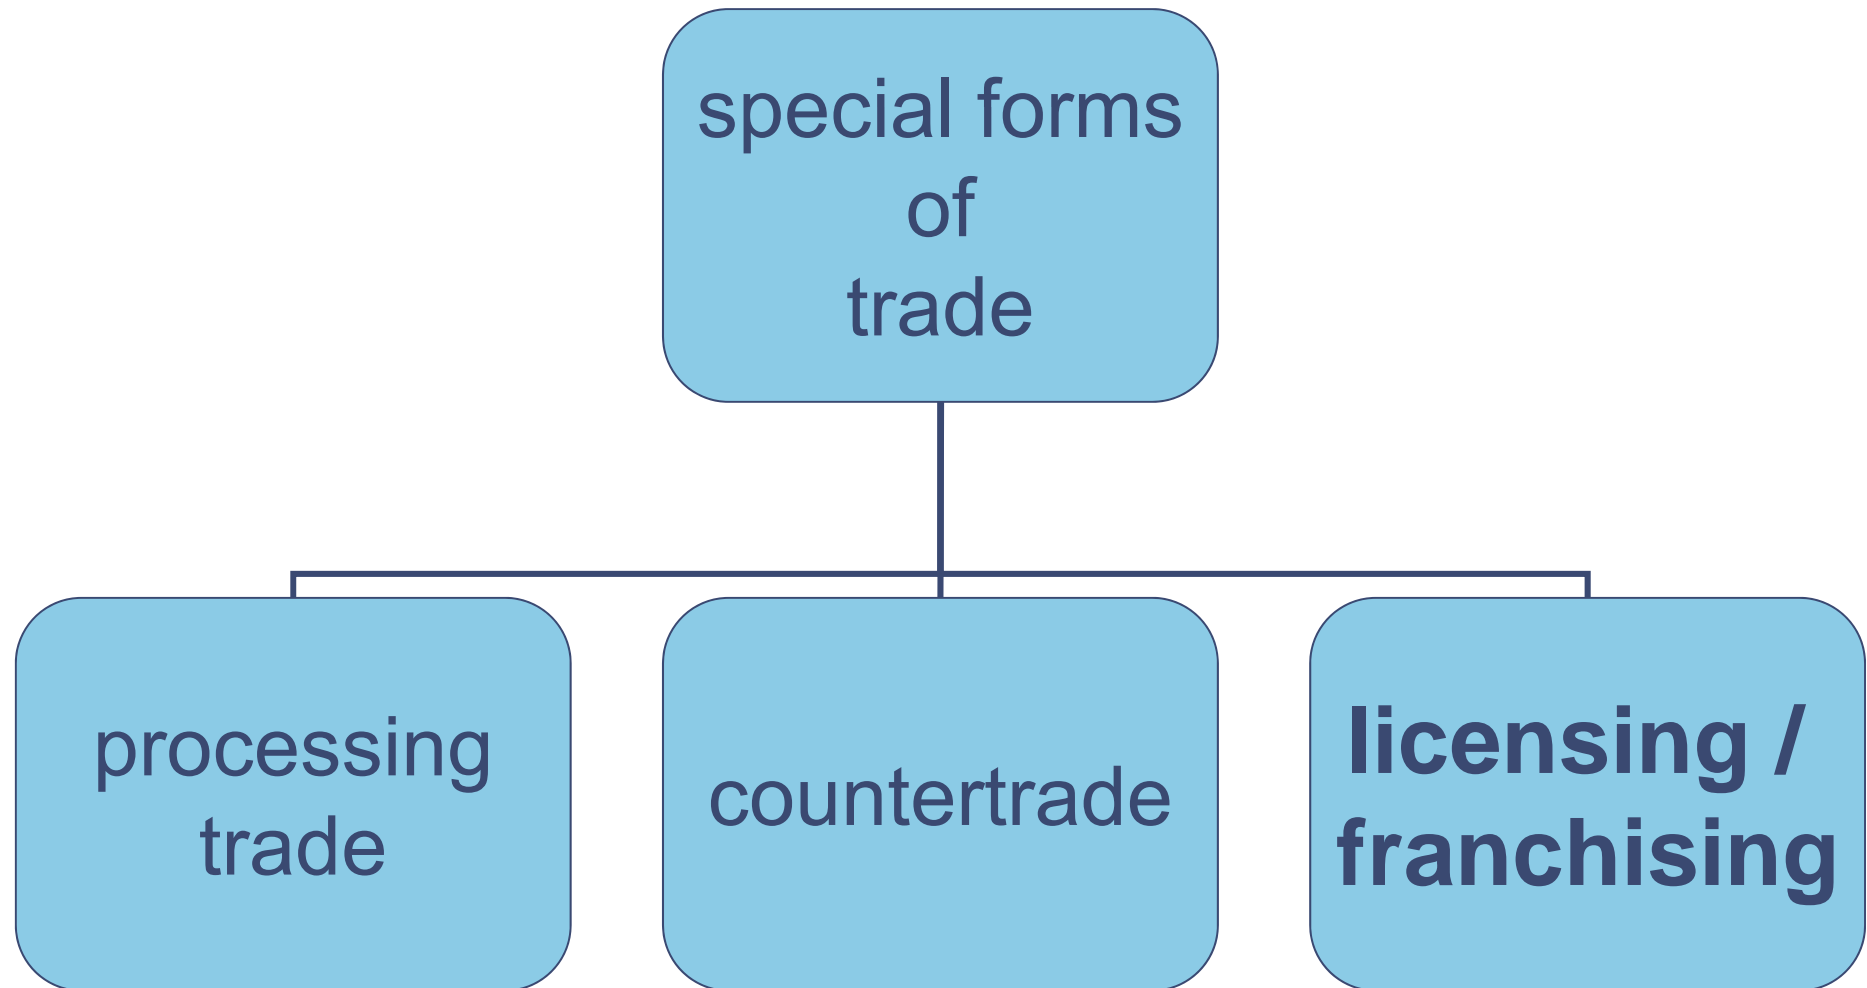 special forms
of
trade
processing
trade
countertrade
licensing /
franchising